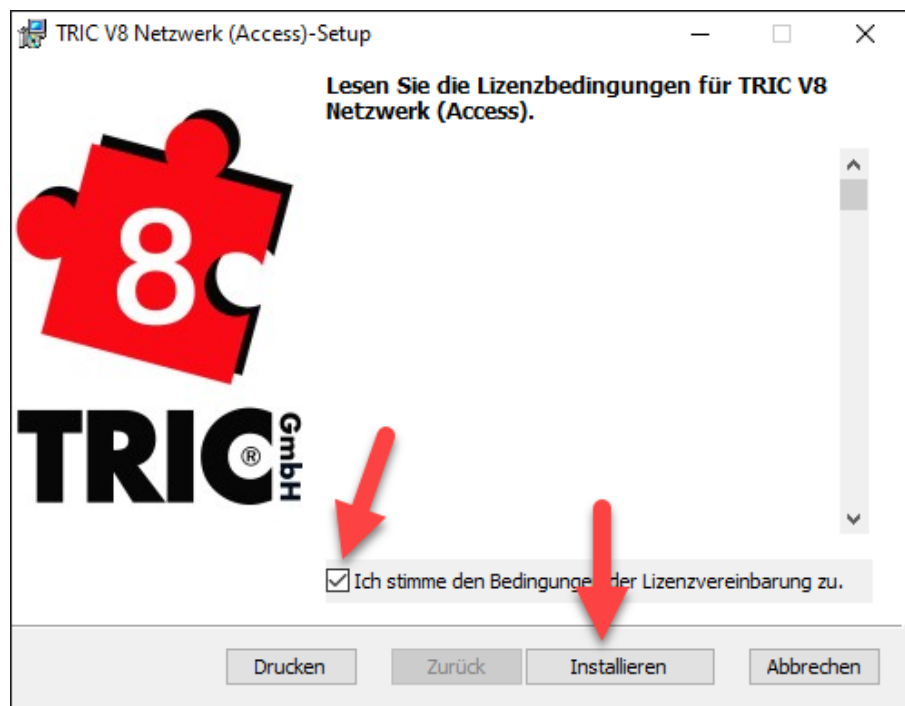 TRIC V8 Netzwerk (Access)-Setup
Lesen Sie die Lizenzbedingungen für TRIC V8
Netzwerk (Access).
8
TRIC® GmbH
Ich stimme den Bedingungen der Lizenzvereinbarung zu.
Drucken Zurück Installieren Abbrechen